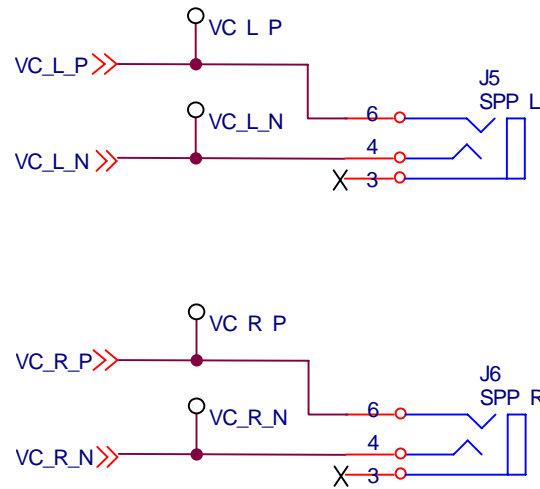 VC L P
VC_L_P
J5
SPP L
VC_L_N
6
4
VC_L_N
3
VC R P
VC_R_P
J6
SPP R
VC_R_N
6
4
VC_R_N
3